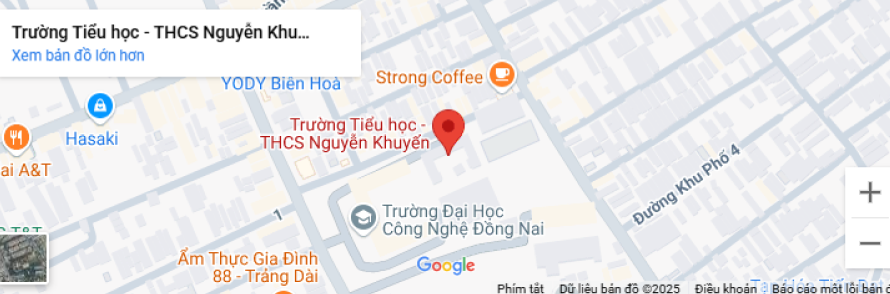 Trường Tiểu học - THCS Nguyễn Khu...
Xem bản đồ lớn hơn
YODY Biên Hoà
Strong Coffee
Hasaki
Trường Tiểu học -
THCS Nguyễn Khuyến
ai A&T
Đường Khu Phố 4
1
Trường Đại Học
Công Nghệ Đồng Nai
Ẩm Thực Gia Đình
88 - Trảng Dài
Google
+
−
Phím tắt
Dữ liệu bản đồ ©2025
Điều khoản
Báo cáo một lỗi bản